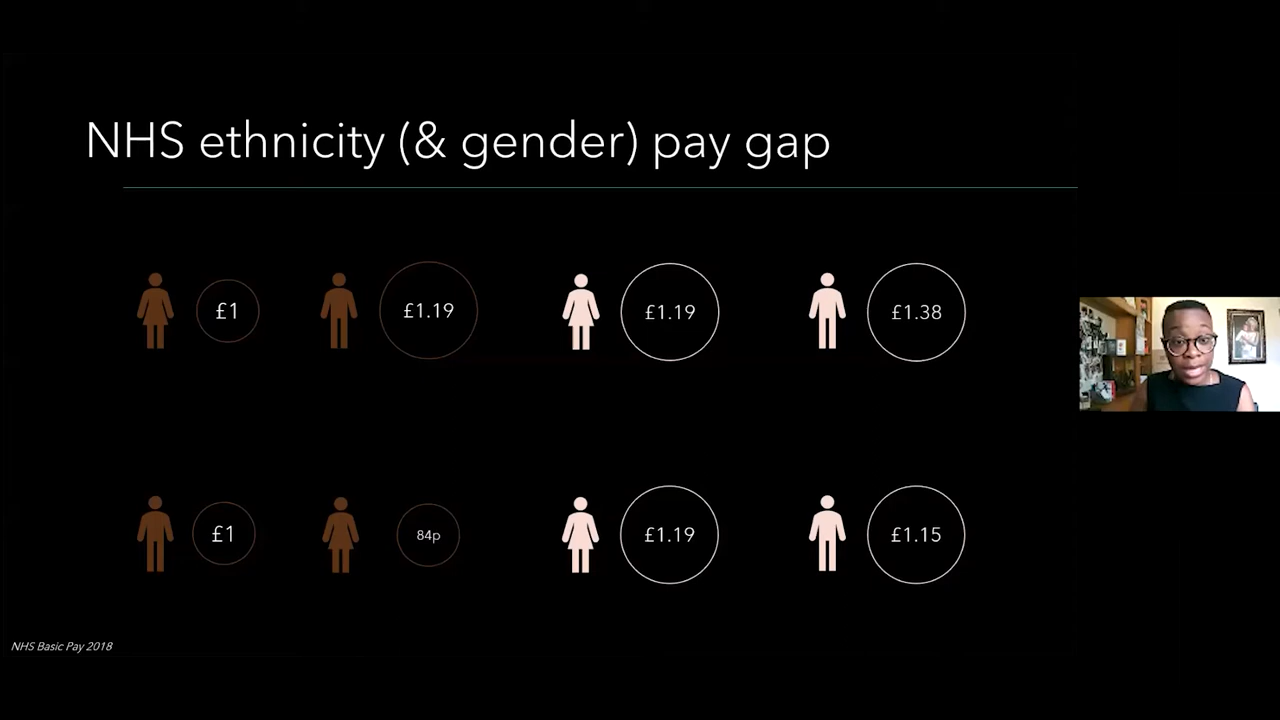 NHS ethnicity (& gender) pay gap
£1
£1.19
£1.19
£1.38
£1
84p
£1.19
£1.15
NHS Basic Pay 2018